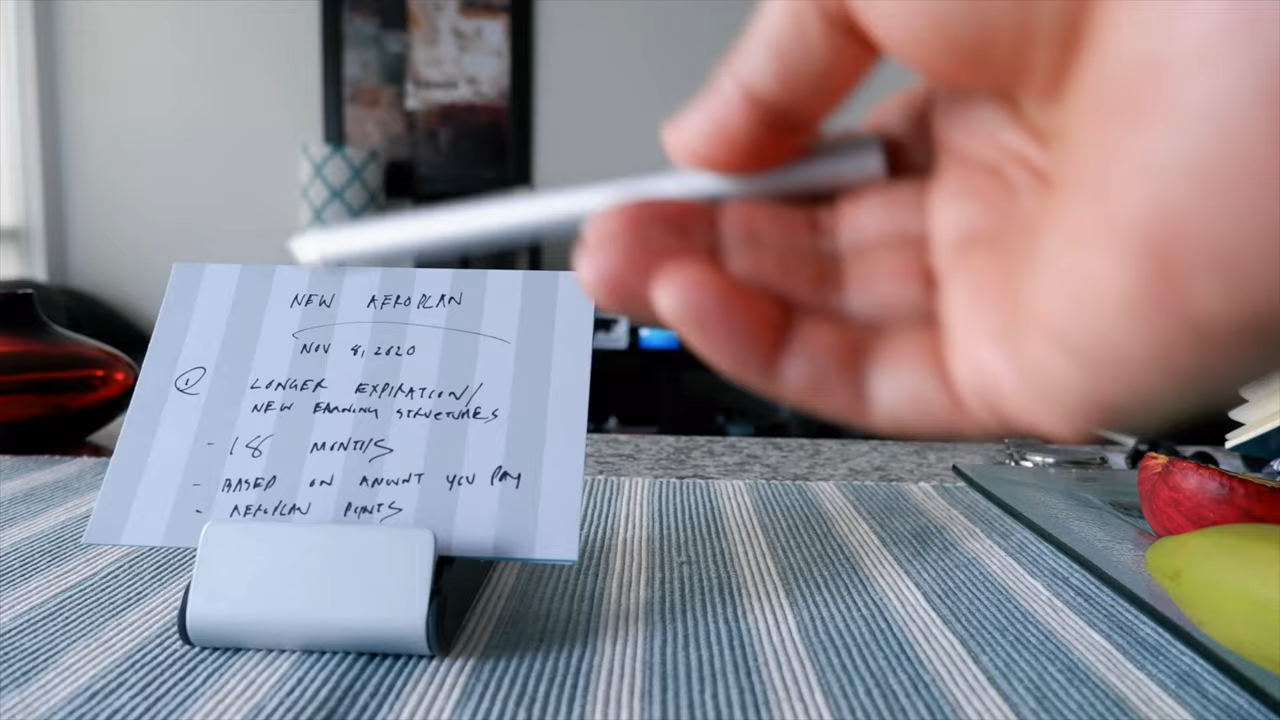 NEW AEROPLAN
NOV 8, 2020
① LONGER EXPIRATION/
NEW EARNING STRUCTURES
- 18 MONTHS
- BASED ON AMOUNT YOU PAY
- AEROPLAN POINTS